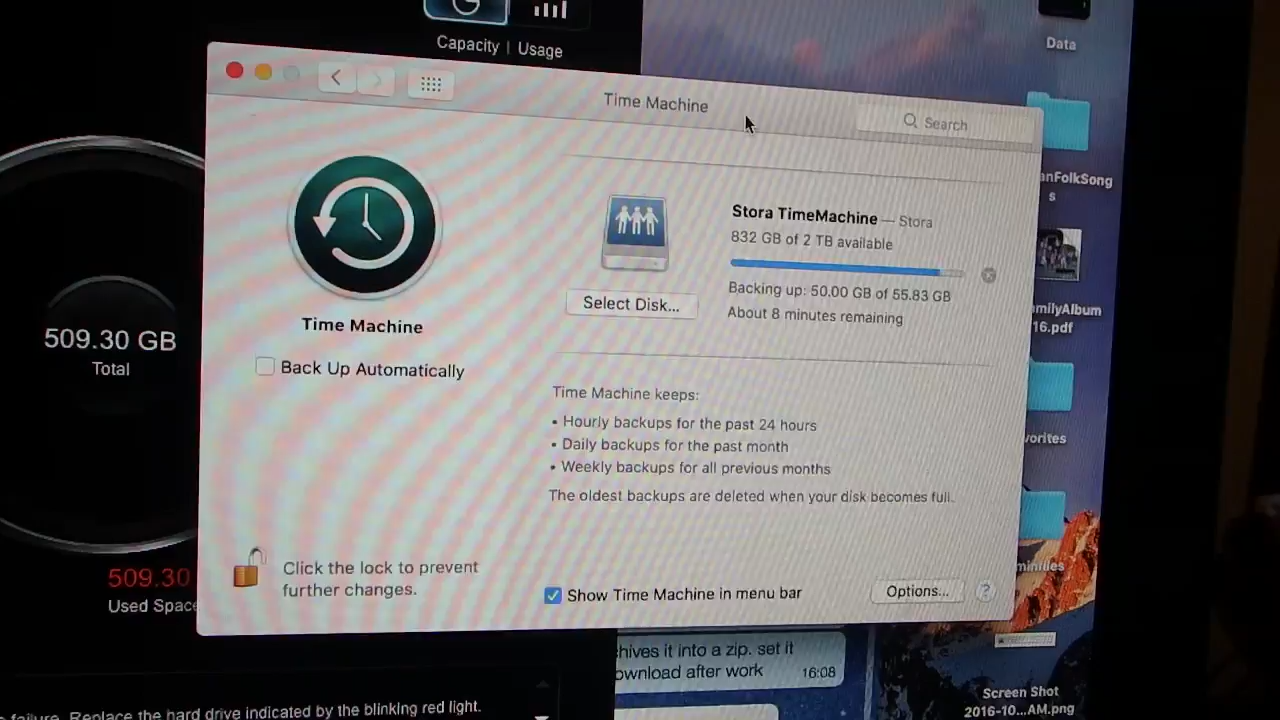 Capacity | Usage
Data
Time Machine
Search
anFolkSong
s
Stora TimeMachine — Stora
832 GB of 2 TB available
Backing up: 50.00 GB of 55.83 GB
About 8 minutes remaining
Select Disk...
Time Machine
Back Up Automatically
509.30 GB
Total
milyAlbum
16.pdf
Time Machine keeps:
• Hourly backups for the past 24 hours
• Daily backups for the past month
• Weekly backups for all previous months
The oldest backups are deleted when your disk becomes full.
vorites
Click the lock to prevent
further changes.
509.30
Used Space
Show Time Machine in menu bar
Options...
?
hives it into a zip. set it
ownload after work
16:08
Screen Shot
2016-10...AM.png
failure. Replace the hard drive indicated by the blinking red light.